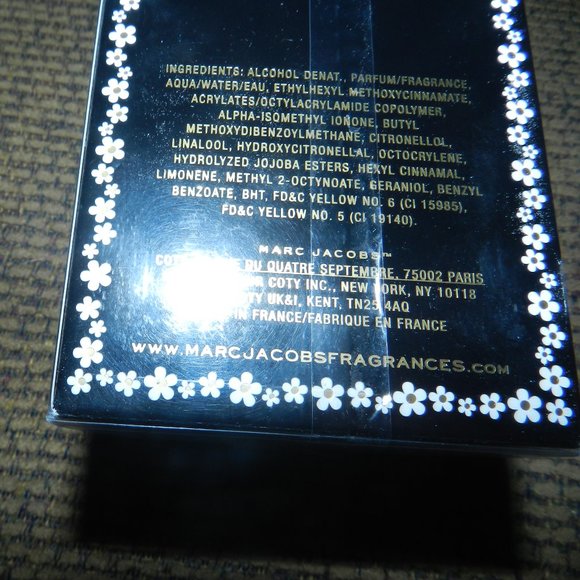 INGREDIENTS: ALCOHOL DENAT., PARFUM/FRAGRANCE,
AQUA/WATER/EAU, ETHYLHEXYL METHOXYCINNAMATE,
ACRYLATES/OCTYLACRYLAMIDE COPOLYMER,
ALPHA-ISOMETHYL IONONE, BUTYL
METHOXYDIBENZOYLMETHANE, CITRONELLOL,
LINALOOL, HYDROXYCITRONELLAL, OCTOCRYLENE,
HYDROLYZED JOJOBA ESTERS, HEXYL CINNAMAL,
LIMONENE, METHYL 2-OCTYNOATE, GERANIOL, BENZYL
BENZOATE, BHT, FD&C YELLOW NO. 6 (CI 15985),
FD&C YELLOW NO. 5 (CI 19140).
MARC JACOBS™
DU QUATRE SEPTEMBRE, 75002 PARIS
COTY INC., NEW YORK, NY 10118
UK&I, KENT, TN25 4AQ
IN FRANCE/FABRIQUE EN FRANCE
WWW.MARCJACOBSFRAGRANCES.COM